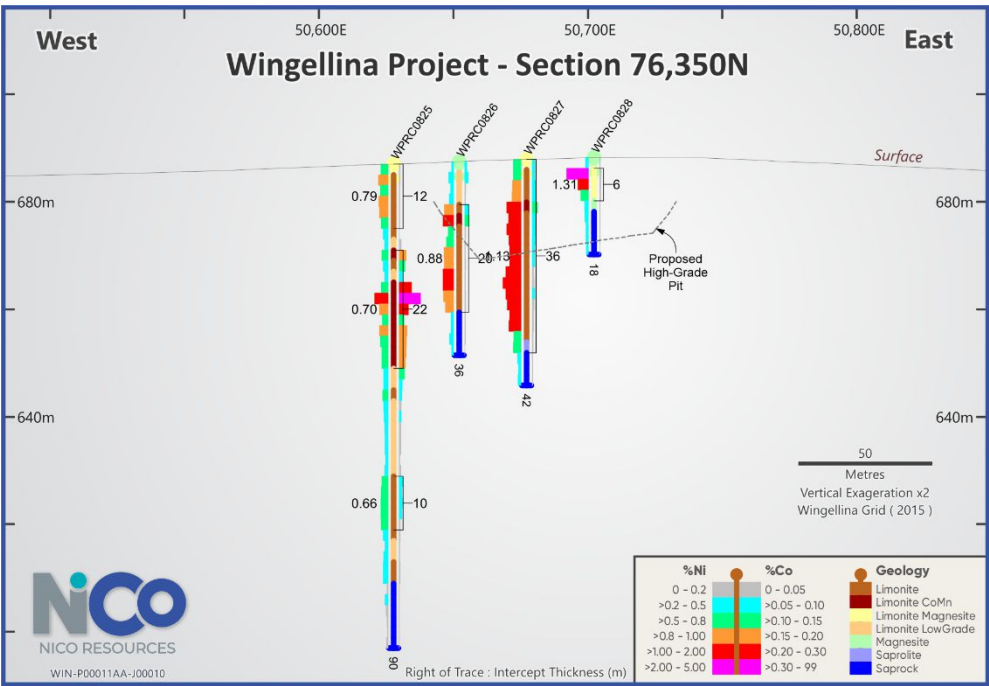 West
50,600E
50,700E
50,800E
East
Wingellina Project - Section 76,350N
WPRC0825
WPRC0826
WPRC0827
WPRC0828
Surface
680m
680m
0.79
12
1.31
6
0.88
20
1.13
36
18
Proposed
High-Grade
Pit
0.70
22
36
42
640m
640m
0.66
10
50
Metres
Vertical Exageration x2
Wingellina Grid ( 2015 )
%Ni
%Co
Geology
0 - 0.2
0 - 0.05
Limonite
>0.2 - 0.5
>0.05 - 0.10
Limonite CoMn
>0.5 - 0.8
>0.10 - 0.15
Limonite Magnesite
>0.8 - 1.00
>0.15 - 0.20
Limonite LowGrade
>1.00 - 2.00
>0.20 - 0.30
Magnesite
>2.00 - 5.00
>0.30 - 99
Saprolite
Saprock
NiCo
NICO RESOURCES
WIN-P00011AA-J00010
90
Right of Trace : Intercept Thickness (m)